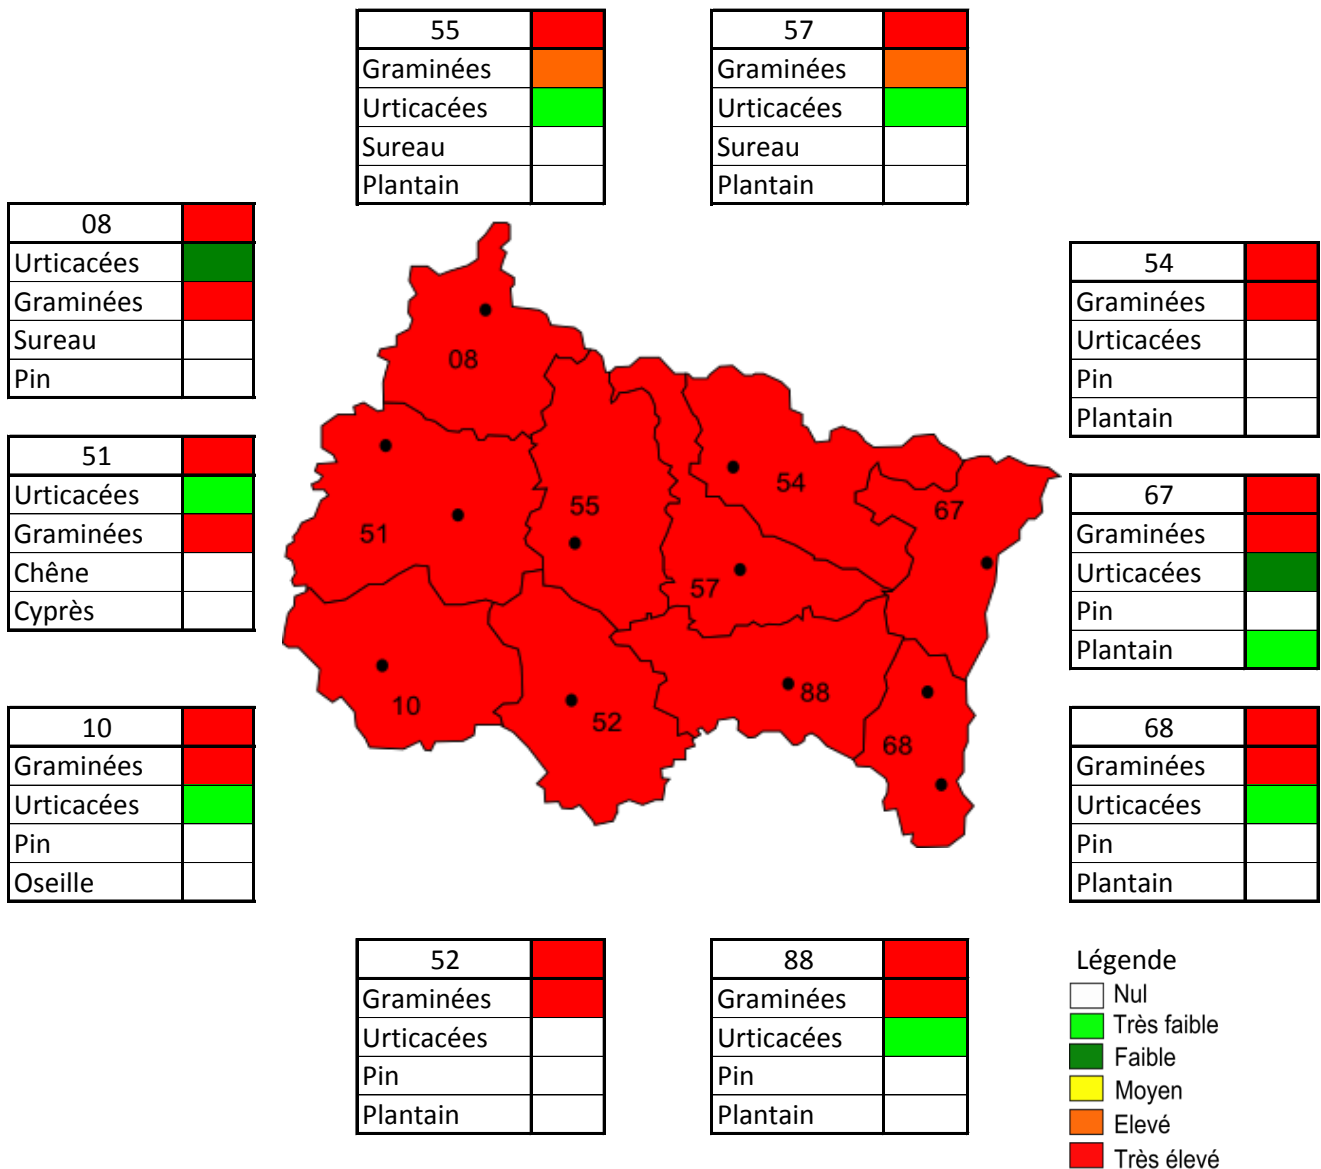 55
Graminées
Urticacées
Sureau
Plantain
57
Graminées
Urticacées
Sureau
Plantain
08
Urticacées
Graminées
Sureau
Pin
51
Urticacées
Graminées
Chêne
Cyprès
10
Graminées
Urticacées
Pin
Oseille
08
54
55
67
51
57
10
52
88
68
54
Graminées
Urticacées
Pin
Plantain
67
Graminées
Urticacées
Pin
Plantain
68
Graminées
Urticacées
Pin
Plantain
52
Graminées
Urticacées
Pin
Plantain
88
Graminées
Urticacées
Pin
Plantain
Légende
Nul
Très faible
Faible
Moyen
Elevé
Très élevé